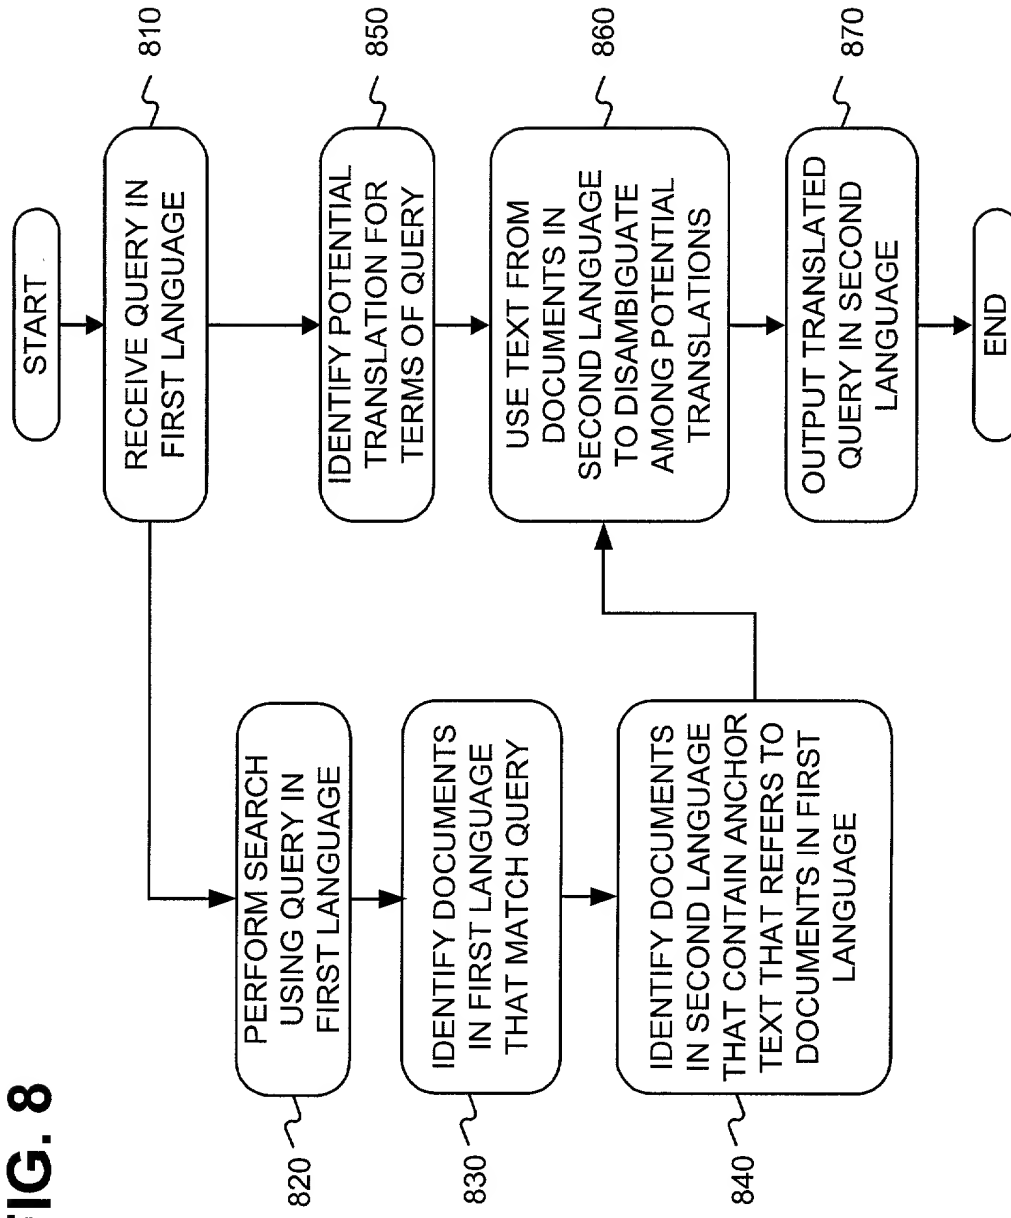 FIG. 8
START
RECEIVE QUERY IN
FIRST LANGUAGE
810
PERFORM SEARCH
USING QUERY IN
FIRST LANGUAGE
820
IDENTIFY DOCUMENTS
IN FIRST LANGUAGE
THAT MATCH QUERY
830
IDENTIFY DOCUMENTS
IN SECOND LANGUAGE
THAT CONTAIN ANCHOR
TEXT THAT REFERS TO
DOCUMENTS IN FIRST
LANGUAGE
840
IDENTIFY POTENTIAL
TRANSLATION FOR
TERMS OF QUERY
850
USE TEXT FROM
DOCUMENTS IN
SECOND LANGUAGE
TO DISAMBIGUATE
AMONG POTENTIAL
TRANSLATIONS
860
OUTPUT TRANSLATED
QUERY IN SECOND
LANGUAGE
870
END